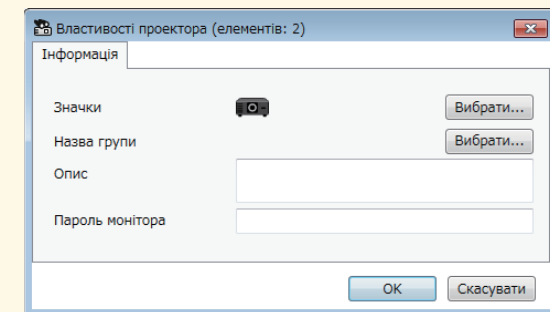 Властивості проектора (елементів: 2)
Інформація
Значки Вибрати...
Назва групи Вибрати...
Опис
Пароль монітора
OK Скасувати